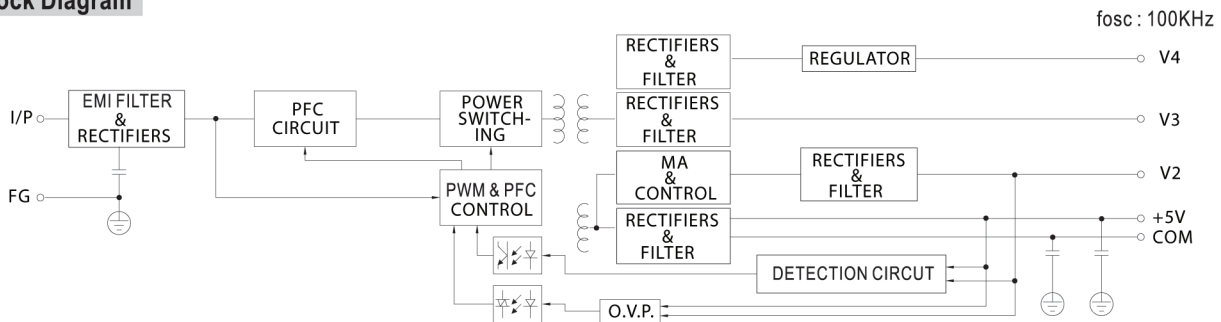 ock Diagram
fosc : 100KHz
RECTIFIERS
&
FILTER
REGULATOR
V4
I/P
EMI FILTER
&
RECTIFIERS
PFC
CIRCUIT
POWER
SWITCH-
ING
RECTIFIERS
&
FILTER
V3
FG
PWM & PFC
CONTROL
MA
&
CONTROL
RECTIFIERS
&
FILTER
V2
RECTIFIERS
&
FILTER
+5V
COM
DETECTION CIRCUT
O.V.P.